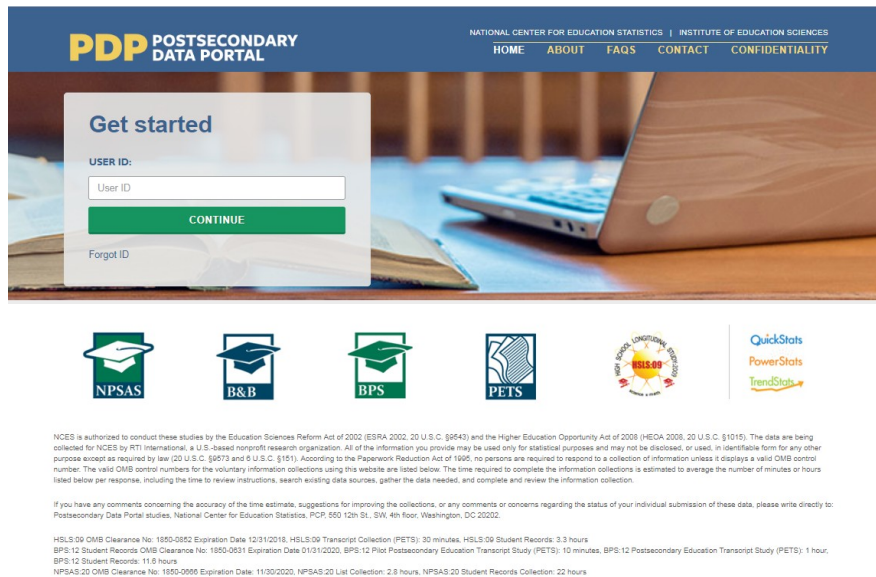 PDP POSTSECONDARY DATA PORTAL
NATIONAL CENTER FOR EDUCATION STATISTICS | INSTITUTE OF EDUCATION SCIENCES
HOME ABOUT FAQS CONTACT CONFIDENTIALITY
Get started
USER ID:
User ID
CONTINUE
Forgot ID
NPSAS
B&B
BPS
PETS
HIGH SCHOOL LONGITUDINAL STUDY-2009
HSLS:09
QuickStats
PowerStats
TrendStats
NCES is authorized to conduct these studies by the Education Sciences Reform Act of 2002 (ESRA 2002, 20 U.S.C. §9543) and the Higher Education Opportunity Act of 2008 (HEOA 2008, 20 U.S.C. §1015). The data are being
collected for NCES by RTI International, a U.S.-based nonprofit research organization. All of the information you provide may be used only for statistical purposes and may not be disclosed, or used, in identifiable form for any other
purpose except as required by law (20 U.S.C. §9573 and 6 U.S.C. §151). According to the Paperwork Reduction Act of 1995, no persons are required to respond to a collection of information unless it displays a valid OMB control
number. The valid OMB control numbers for the voluntary information collections using this website are listed below. The time required to complete the information collections is estimated to average the number of minutes or hours
listed below per response, including the time to review instructions, search existing data sources, gather the data needed, and complete and review the information collection.
If you have any comments concerning the accuracy of the time estimate, suggestions for improving the collections, or any comments or concerns regarding the status of your individual submission of these data, please write directly to:
Postsecondary Data Portal studies, National Center for Education Statistics, PCP, 550 12th St., SW, 4th floor, Washington, DC 20202.
HSLS:09 OMB Clearance No: 1850-0852 Expiration Date 12/31/2018, HSLS:09 Transcript Collection (PETS): 30 minutes, HSLS:09 Student Records: 3.3 hours
BPS:12 Student Records OMB Clearance No: 1850-0631 Expiration Date 01/31/2020, BPS:12 Pilot Postsecondary Education Transcript Study (PETS): 10 minutes, BPS:12 Postsecondary Education Transcript Study (PETS): 1 hour,
BPS:12 Student Records: 11.6 hours
NPSAS:20 OMB Clearance No: 1850-0666 Expiration Date: 11/30/2020, NPSAS:20 List Collection: 2.8 hours, NPSAS:20 Student Records Collection: 22 hours